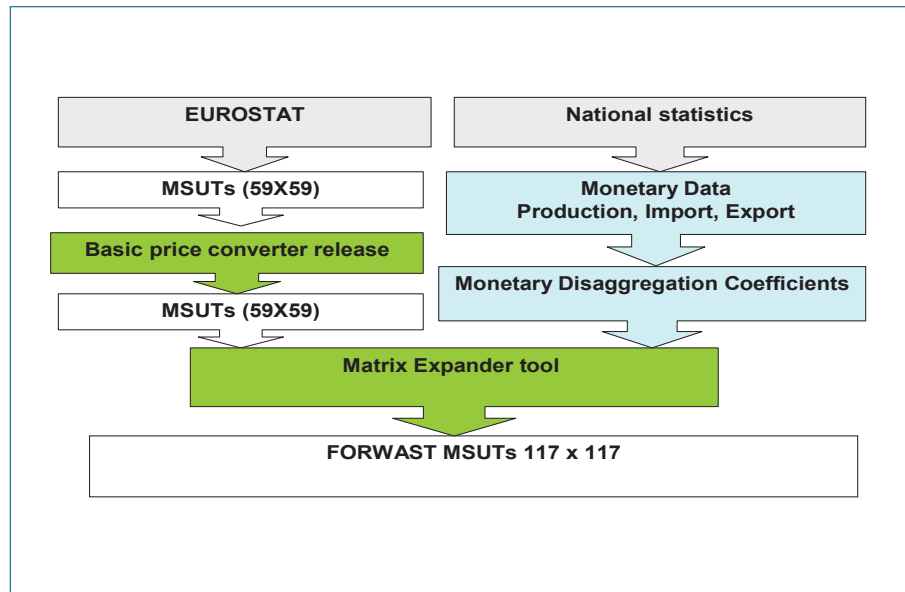 EUROSTAT
MSUTs (59X59)
Basic price converter release
MSUTs (59X59)
National statistics
Monetary Data
Production, Import, Export
Monetary Disaggregation Coefficients
Matrix Expander tool
FORWAST MSUTs 117 x 117